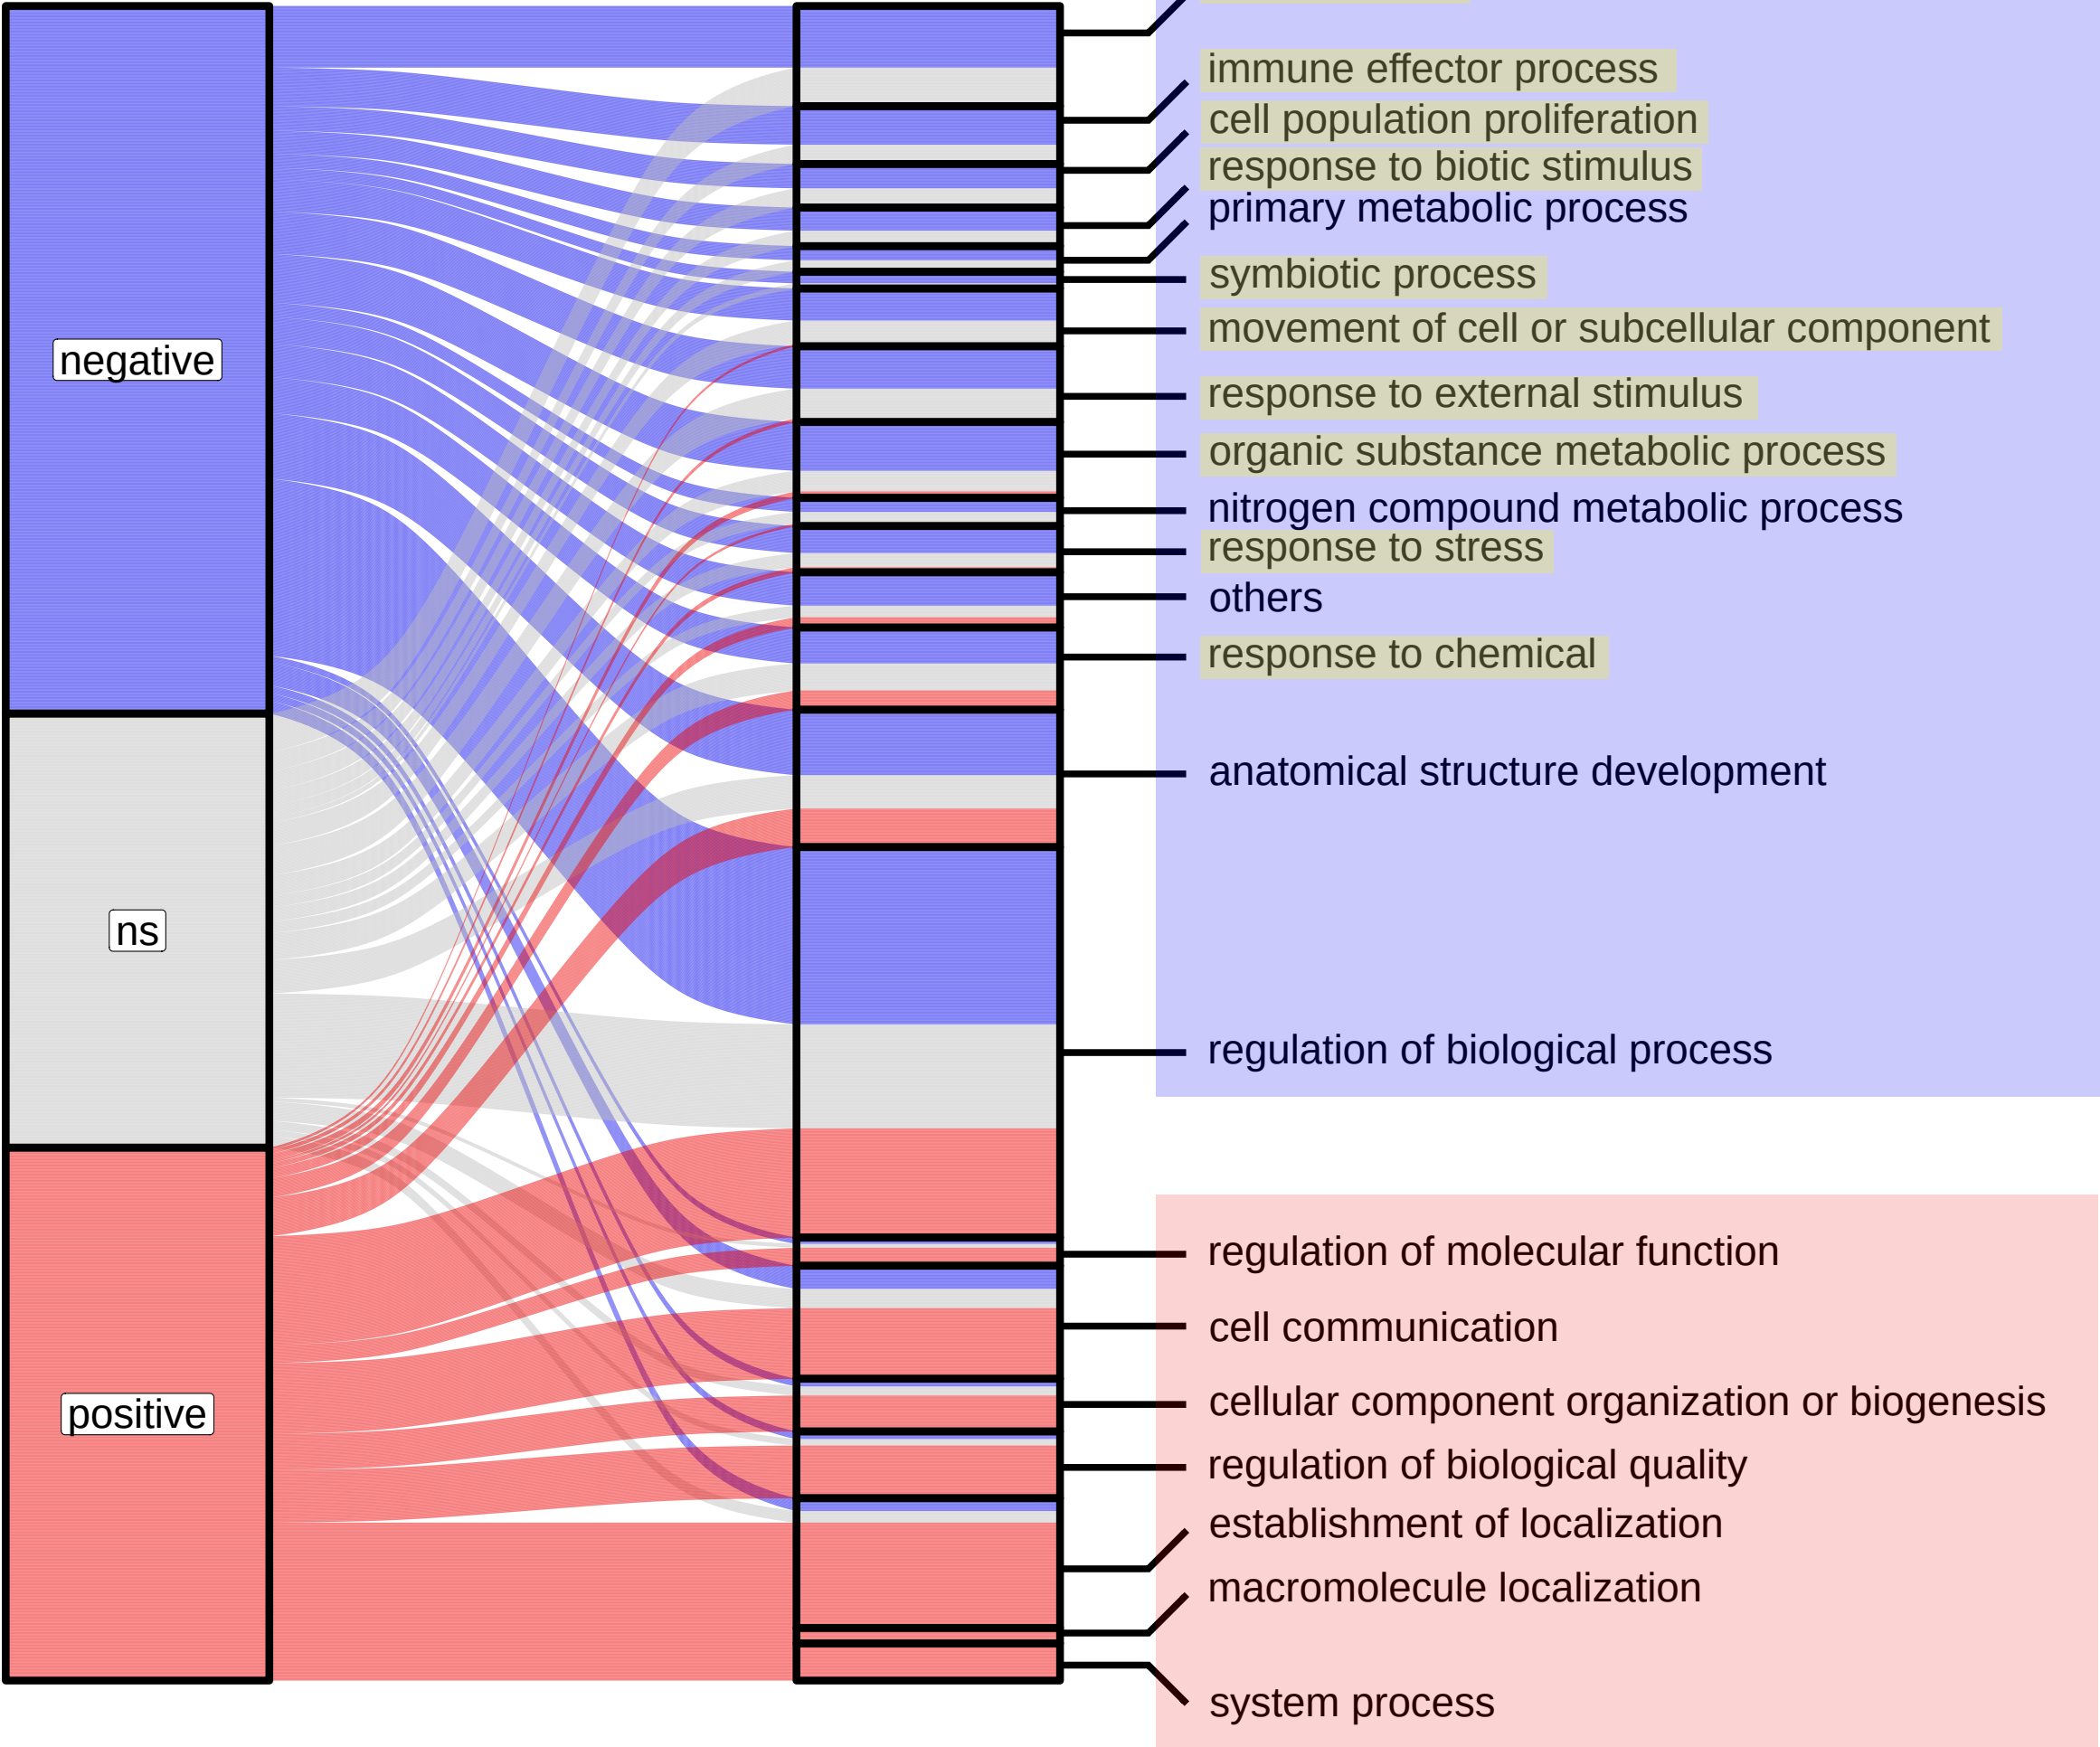 immune effector process
cell population proliferation
response to biotic stimulus
primary metabolic process
symbiotic process
movement of cell or subcellular component
negative
response to external stimulus
organic substance metabolic process
nitrogen compound metabolic process
response to stress
others
response to chemical
anatomical structure development
ns
regulation of biological process
regulation of molecular function
cell communication
cellular component organization or biogenesis
positive
regulation of biological quality
establishment of localization
macromolecule localization
system process